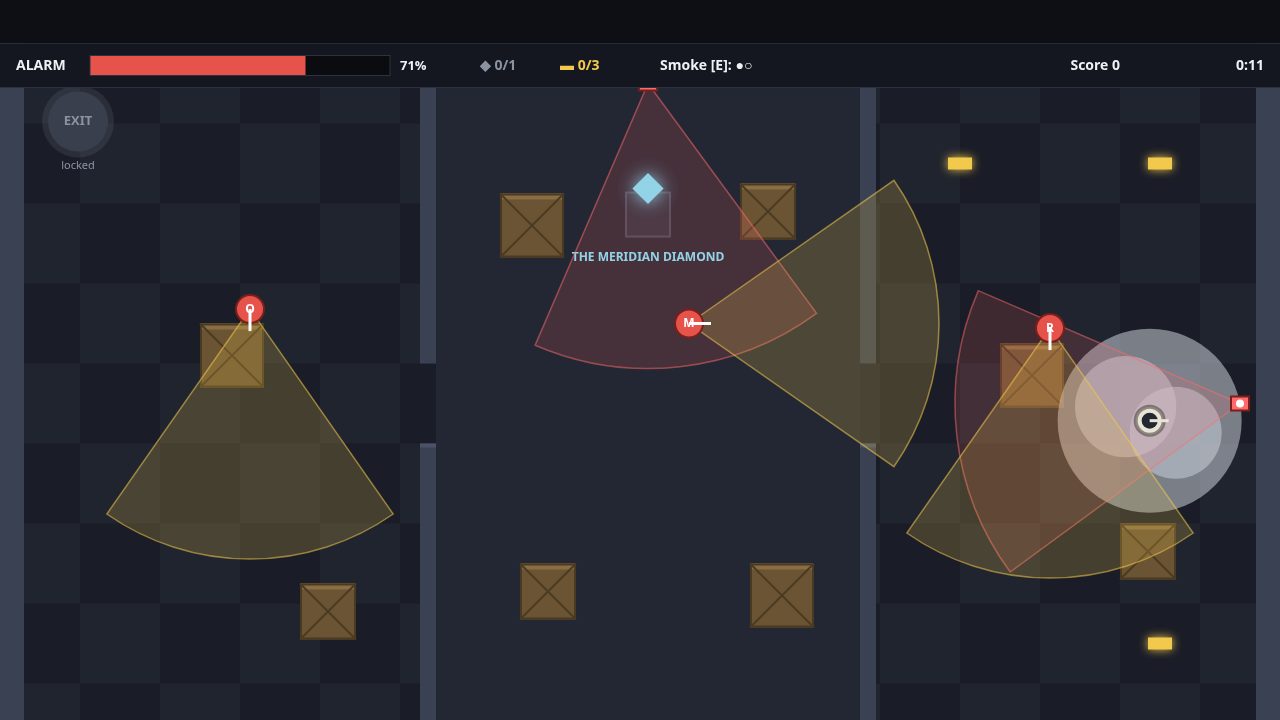 ALARM 71% ◆ 0/1 ▬ 0/3 Smoke [E]: ●○ Score 0 0:11
EXIT
locked
THE MERIDIAN DIAMOND
M
R